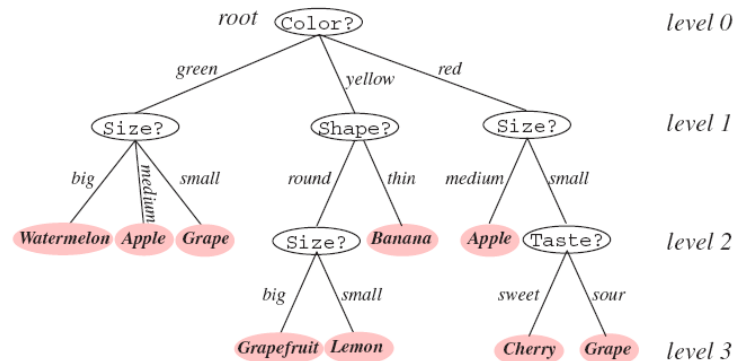 root Color? level 0
green yellow red
Size? Shape? Size? level 1
big medium small round thin medium small
Watermelon Apple Grape Size? Banana Apple Taste? level 2
big small sweet sour
Grapefruit Lemon Cherry Grape level 3